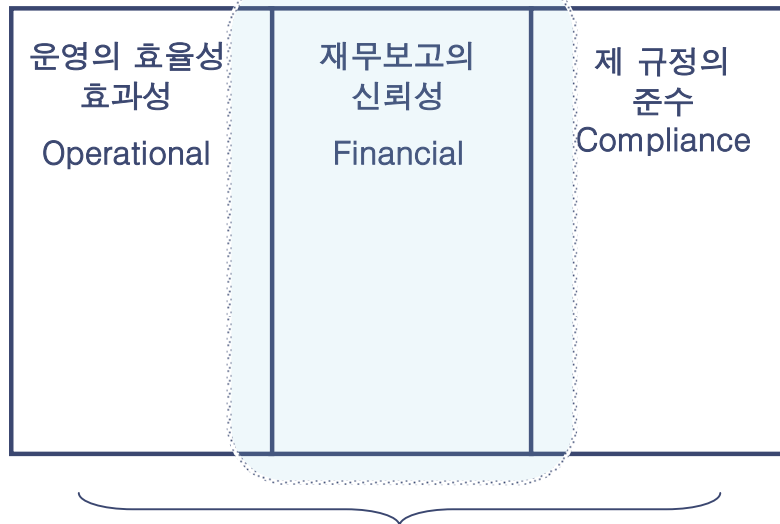 운영의 효율성
효과성
Operational
재무보고의
신뢰성
Financial
제 규정의
준수
Compliance